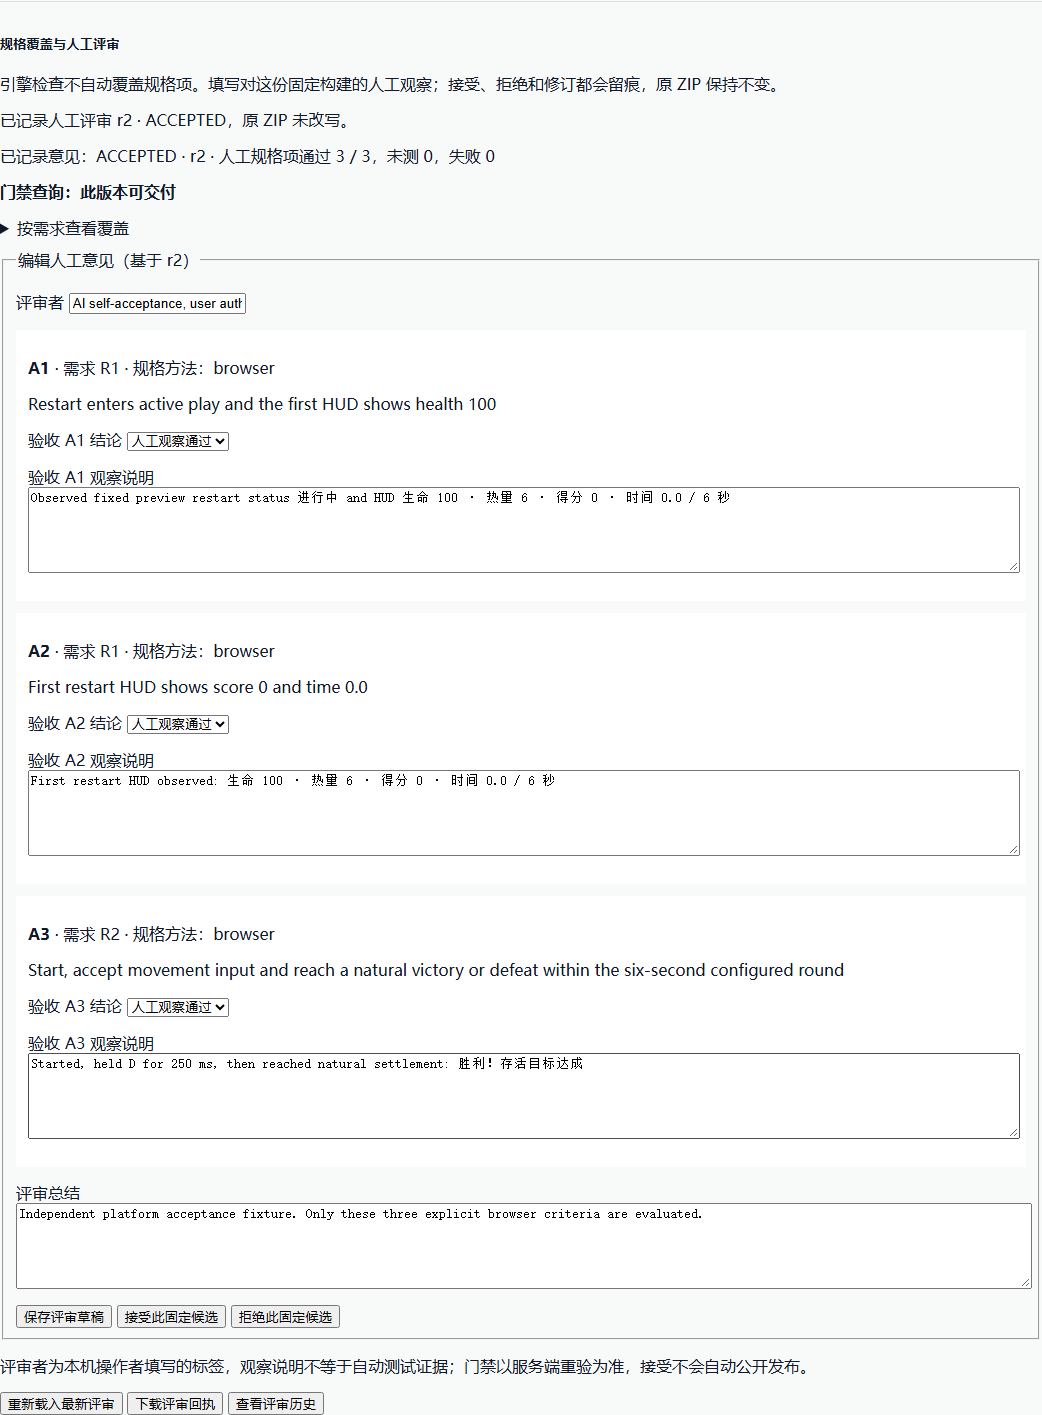 规格覆盖与人工评审
引擎检查不自动覆盖规格项。填写对这份固定构建的人工观察；接受、拒绝和修订都会留痕，原 ZIP 保持不变。
已记录人工评审 r2 · ACCEPTED，原 ZIP 未改写。
已记录意见：ACCEPTED · r2 · 人工规格项通过 3 / 3，未测 0，失败 0
门禁查询：此版本可交付
按需求查看覆盖
编辑人工意见（基于 r2）
评审者 AI self-acceptance, user auth
A1 · 需求 R1 · 规格方法：browser
Restart enters active play and the first HUD shows health 100
验收 A1 结论 人工观察通过
验收 A1 观察说明
Observed fixed preview restart status 进行中 and HUD 生命 100 · 热量 6 · 得分 0 · 时间 0.0 / 6 秒
A2 · 需求 R1 · 规格方法：browser
First restart HUD shows score 0 and time 0.0
验收 A2 结论 人工观察通过
验收 A2 观察说明
First restart HUD observed: 生命 100 · 热量 6 · 得分 0 · 时间 0.0 / 6 秒
A3 · 需求 R2 · 规格方法：browser
Start, accept movement input and reach a natural victory or defeat within the six-second configured round
验收 A3 结论 人工观察通过
验收 A3 观察说明
Started, held D for 250 ms, then reached natural settlement: 胜利！存活目标达成
评审总结
Independent platform acceptance fixture. Only these three explicit browser criteria are evaluated.
保存评审草稿 接受此固定候选 拒绝此固定候选
评审者为本机操作者填写的标签，观察说明不等于自动测试证据；门禁以服务端重验为准，接受不会自动公开发布。
重新载入最新评审 下载评审回执 查看评审历史